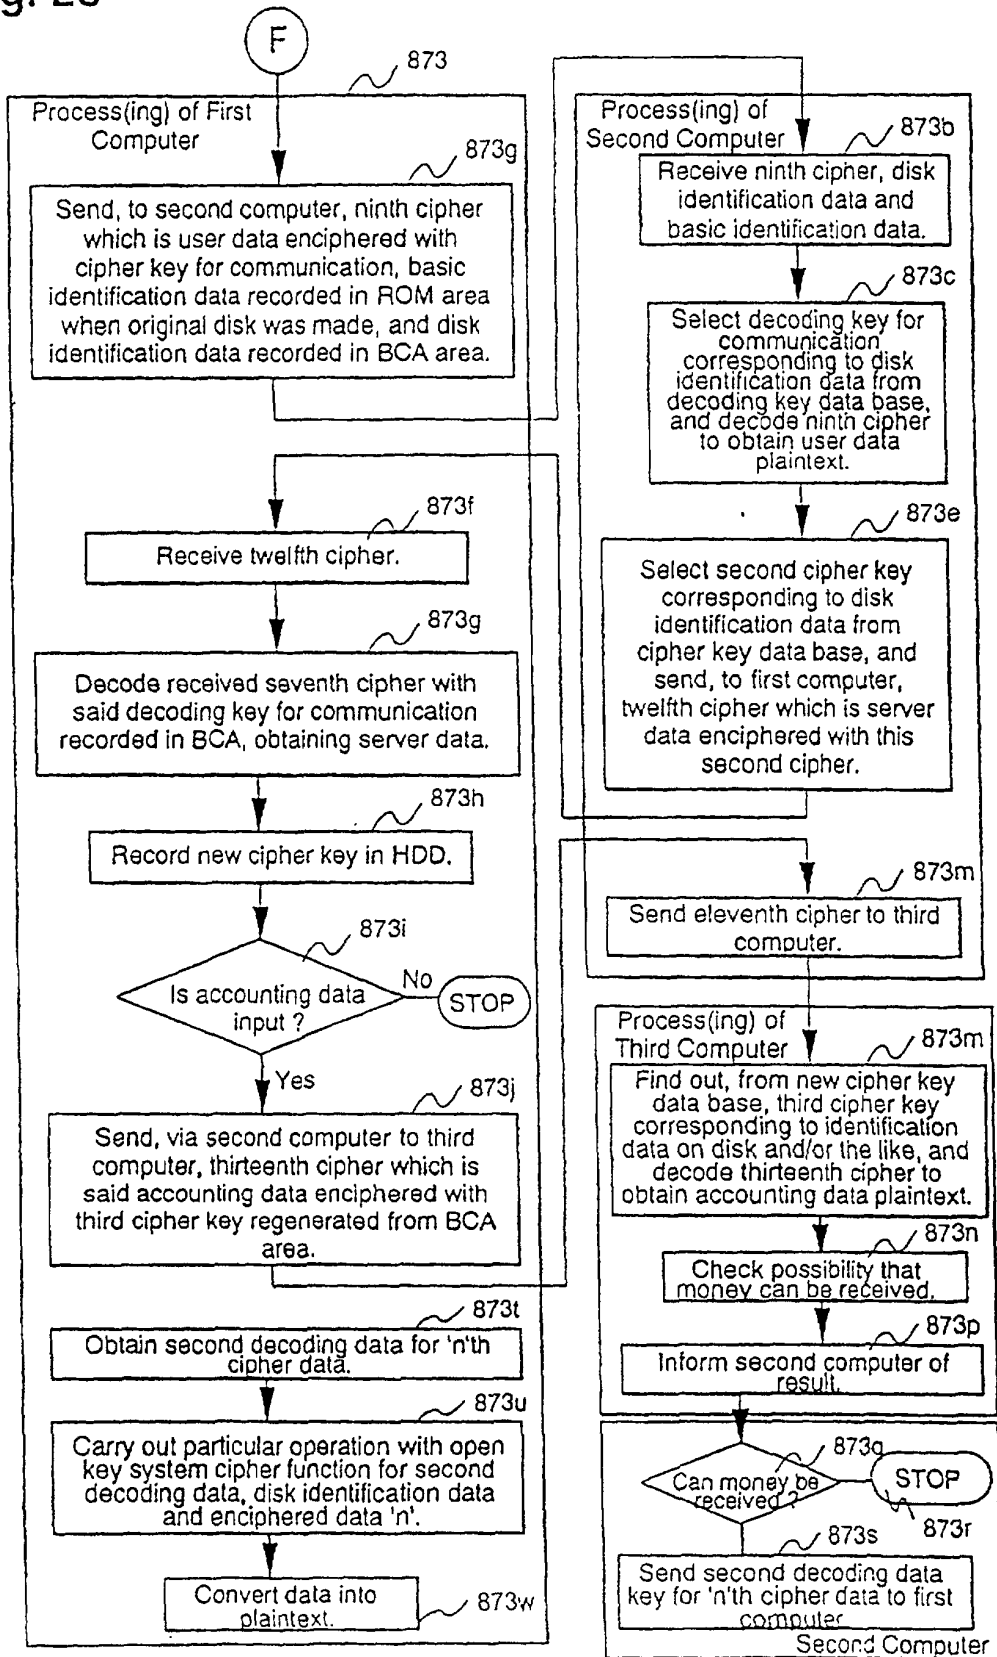 F
873
Process(ing) of First
Computer
873g
Send, to second computer, ninth cipher
which is user data enciphered with
cipher key for communication, basic
identification data recorded in ROM area
when original disk was made, and disk
identification data recorded in BCA area.
873f
Receive twelfth cipher.
873g
Decode received seventh cipher with
said decoding key for communication
recorded in BCA, obtaining server data.
873h
Record new cipher key in HDD.
873i
Is accounting data
input ?
No
STOP
Yes
873j
Send, via second computer to third
computer, thirteenth cipher which is
said accounting data enciphered with
third cipher key regenerated from BCA
area.
873t
Obtain second decoding data for 'n'th
cipher data.
873u
Carry out particular operation with open
key system cipher function for second
decoding data, disk identification data
and enciphered data 'n'.
Convert data into
plaintext.
873w
Process(ing) of
Second Computer
873b
Receive ninth cipher, disk
identification data and
basic identification data.
873c
Select decoding key for
communication
corresponding to disk
identification data from
decoding key data base,
and decode ninth cipher
to obtain user data
plaintext.
873e
Select second cipher key
corresponding to disk
identification data from
cipher key data base, and
send, to first computer,
twelfth cipher which is server
data enciphered with this
second cipher.
873m
Send eleventh cipher to third
computer.
Process(ing) of
Third Computer
873m
Find out, from new cipher key
data base, third cipher key
corresponding to identification
data on disk and/or the like, and
decode thirteenth cipher to
obtain accounting data plaintext.
873n
Check possibility that
money can be received.
873p
Inform second computer of
result.
873q
Can money be
received ?
STOP
873r
873s
Send second decoding data
key for 'n'th cipher data to first
computer
Second Computer